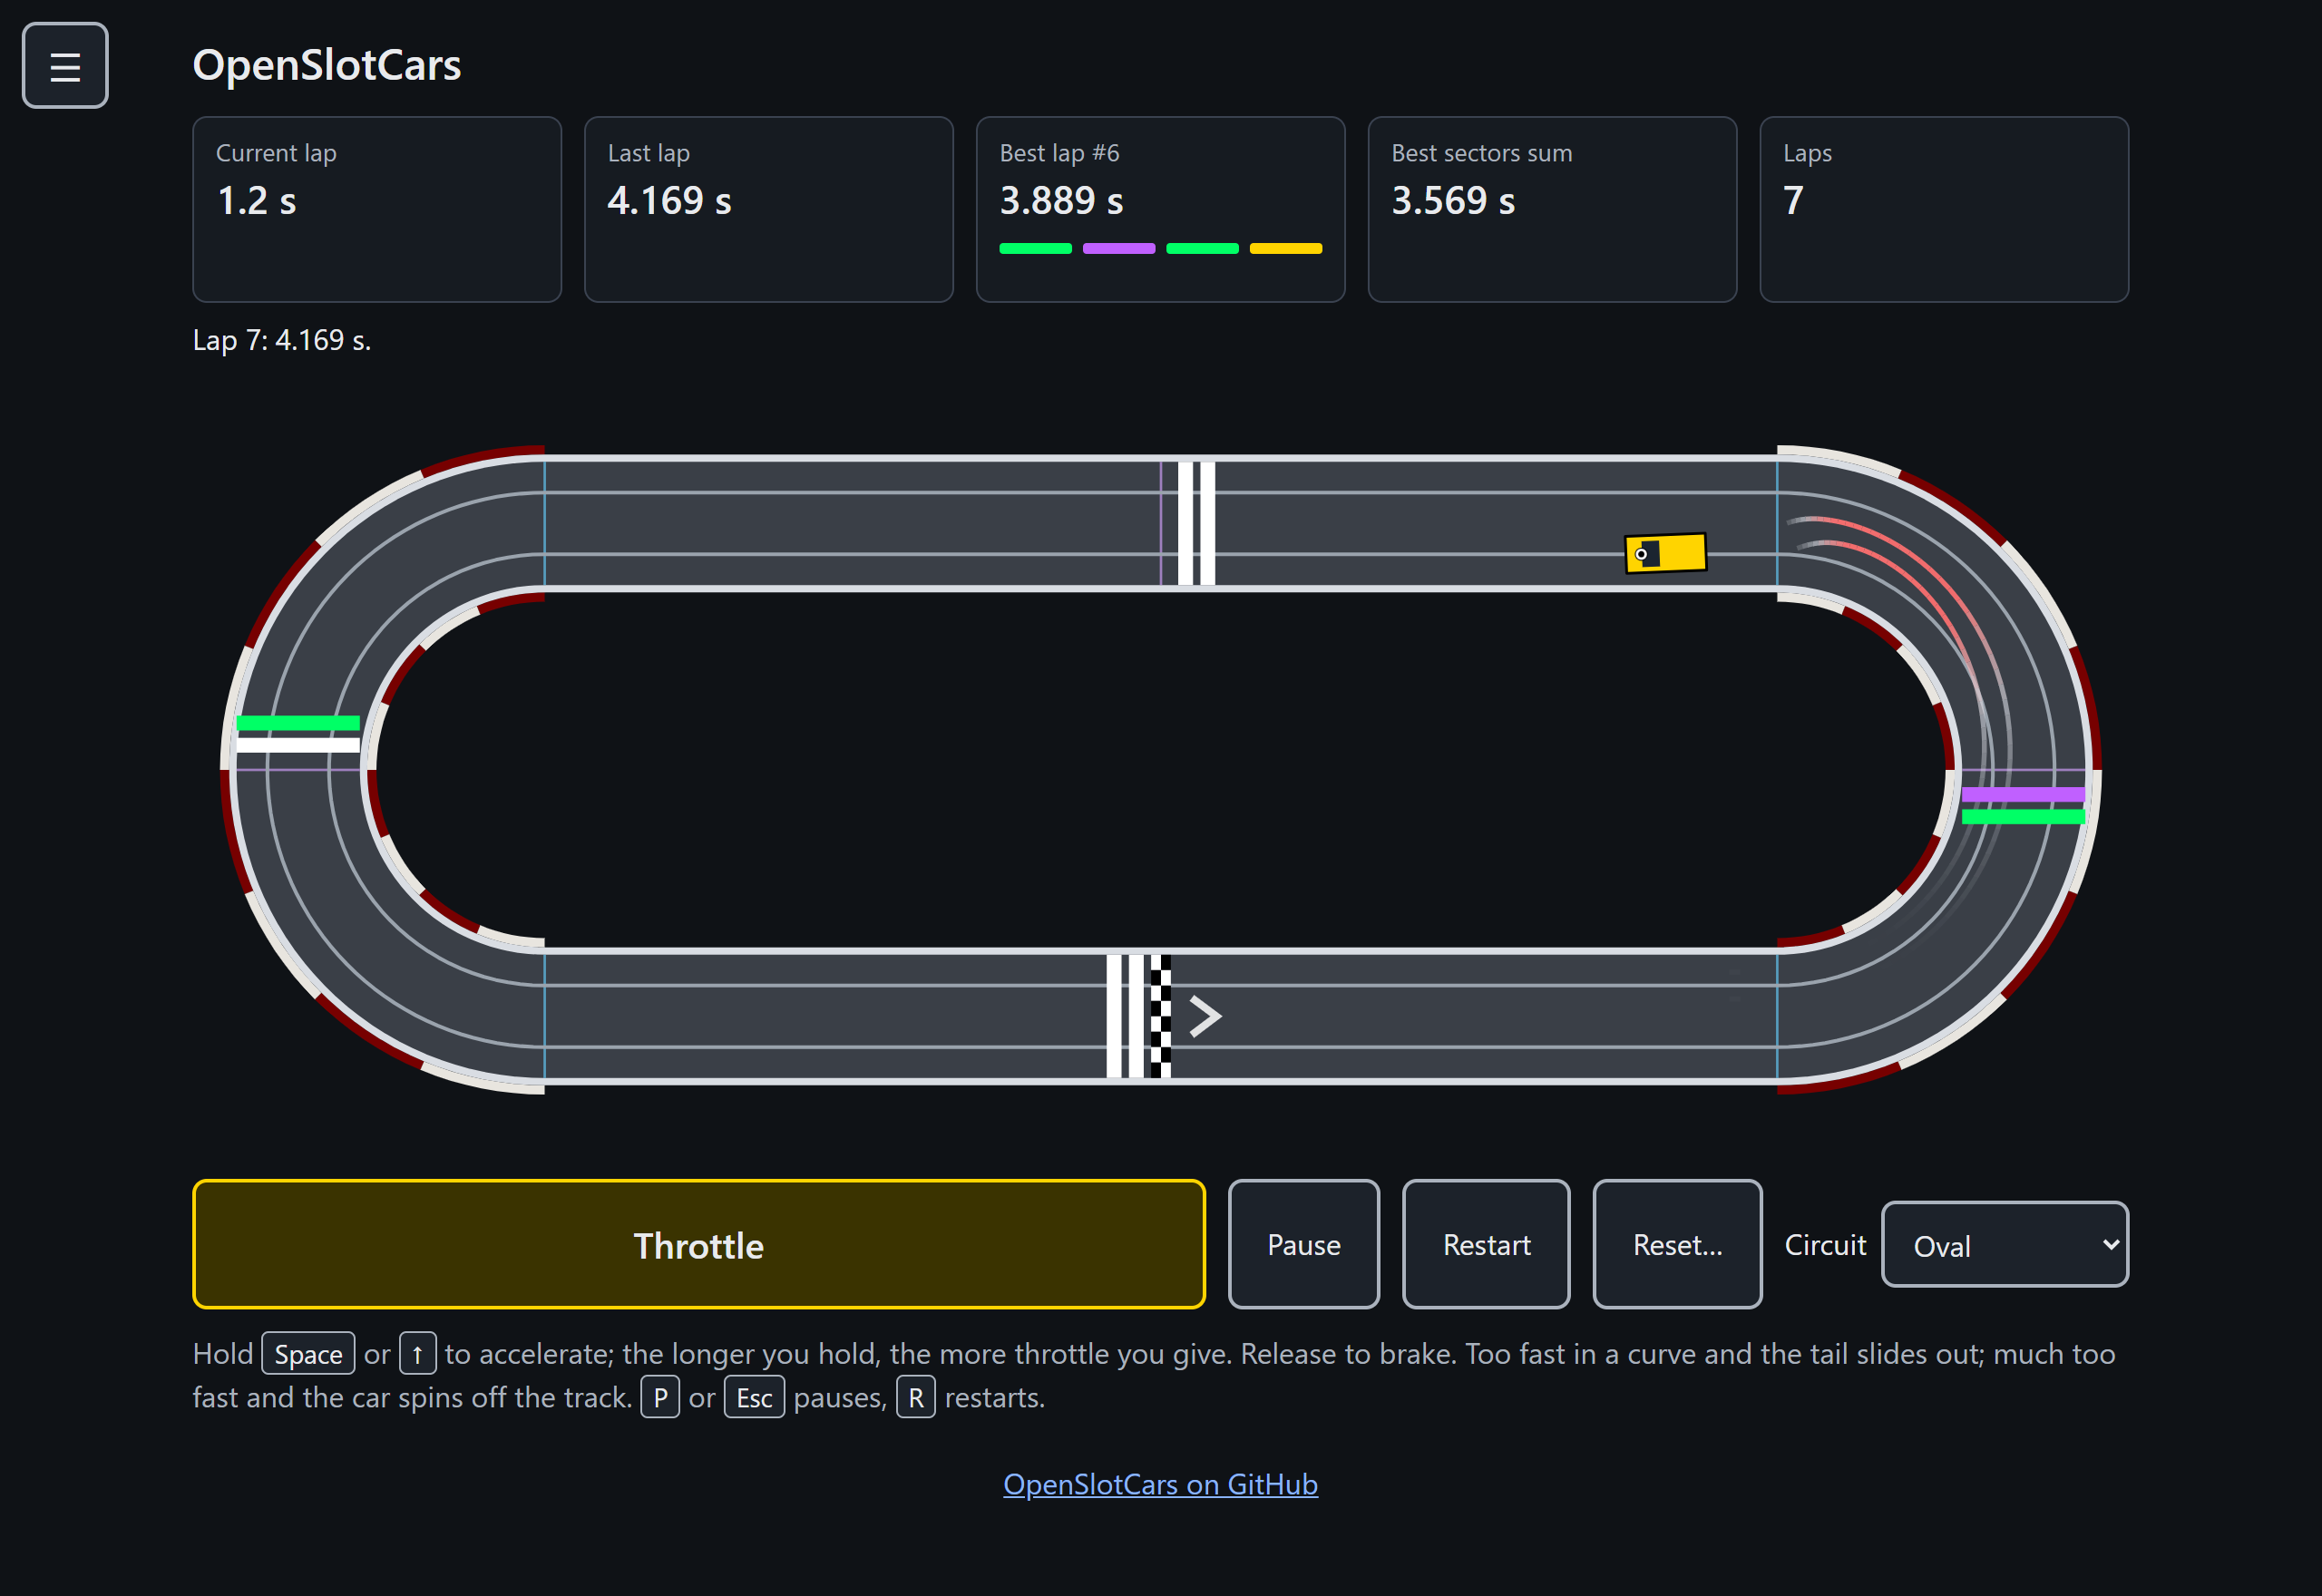 ☰
OpenSlotCars
Current lap
1.2 s
Last lap
4.169 s
Best lap #6
3.889 s
Best sectors sum
3.569 s
Laps
7
Lap 7: 4.169 s.
Throttle
Pause
Restart
Reset...
Circuit
Oval
Hold Space or ↑ to accelerate; the longer you hold, the more throttle you give. Release to brake. Too fast in a curve and the tail slides out; much too
fast and the car spins off the track. P or Esc pauses, R restarts.
OpenSlotCars on GitHub